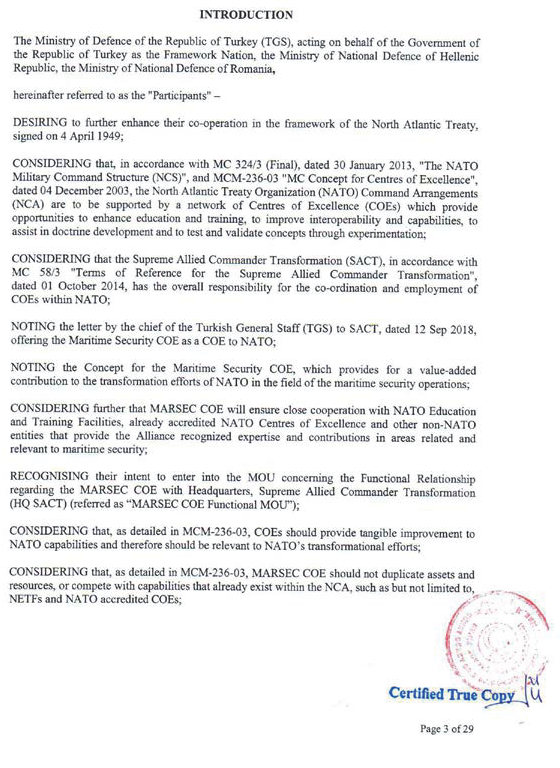 INTRODUCTION
The Ministry of Defence of the Republic of Turkey (TGS), acting on behalf of the Government of
the Republic of Turkey as the Framework Nation, the Ministry of National Defence of Hellenic
Republic, the Ministry of National Defence of Romania,
hereinafter referred to as the "Participants" –
DESIRING to further enhance their co-operation in the framework of the North Atlantic Treaty,
signed on 4 April 1949;
CONSIDERING that, in accordance with MC 324/3 (Final), dated 30 January 2013, "The NATO
Military Command Structure (NCS)", and MCM-236-03 "MC Concept for Centres of Excellence",
dated 04 December 2003, the North Atlantic Treaty Organization (NATO) Command Arrangements
(NCA) are to be supported by a network of Centres of Excellence (COEs) which provide
opportunities to enhance education and training, to improve interoperability and capabilities, to
assist in doctrine development and to test and validate concepts through experimentation;
CONSIDERING that the Supreme Allied Commander Transformation (SACT), in accordance with
MC 58/3 "Terms of Reference for the Supreme Allied Commander Transformation",
dated 01 October 2014, has the overall responsibility for the co-ordination and employment of
COEs within NATO;
NOTING the letter by the chief of the Turkish General Staff (TGS) to SACT, dated 12 Sep 2018,
offering the Maritime Security COE as a COE to NATO;
NOTING the Concept for the Maritime Security COE, which provides for a value-added
contribution to the transformation efforts of NATO in the field of the maritime security operations;
CONSIDERING further that MARSEC COE will ensure close cooperation with NATO Education
and Training Facilities, already accredited NATO Centres of Excellence and other non-NATO
entities that provide the Alliance recognized expertise and contributions in areas related and
relevant to maritime security;
RECOGNISING their intent to enter into the MOU concerning the Functional Relationship
regarding the MARSEC COE with Headquarters, Supreme Allied Commander Transformation
(HQ SACT) (referred as “MARSEC COE Functional MOU”);
CONSIDERING that, as detailed in MCM-236-03, COEs should provide tangible improvement to
NATO capabilities and therefore should be relevant to NATO’s transformational efforts;
CONSIDERING that, as detailed in MCM-236-03, MARSEC COE should not duplicate assets and
resources, or compete with capabilities that already exist within the NCA, such as but not limited to,
NETFs and NATO accredited COEs;
Certified True Copy
Page 3 of 29